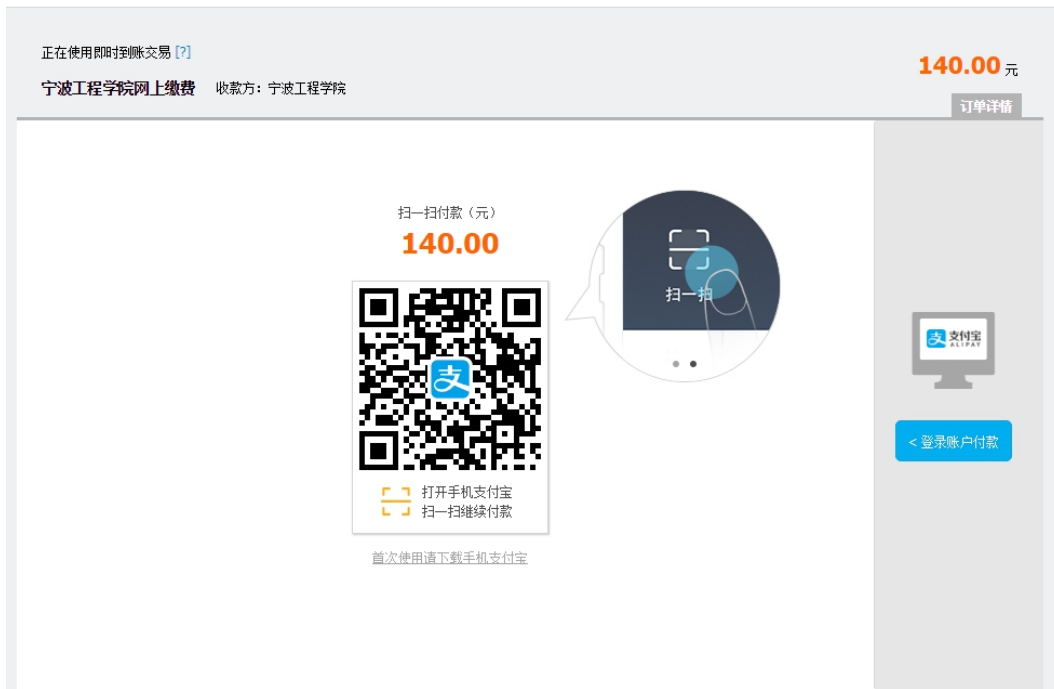 正在使用即时到账交易 [?]
宁波工程学院网上缴费 收款方：宁波工程学院
140.00 元
订单详情
扫一扫付款（元）
140.00
支
打开手机支付宝
扫一扫继续付款
首次使用请下载手机支付宝
扫一扫
支 支付宝
ALIPAY
< 登录账户付款